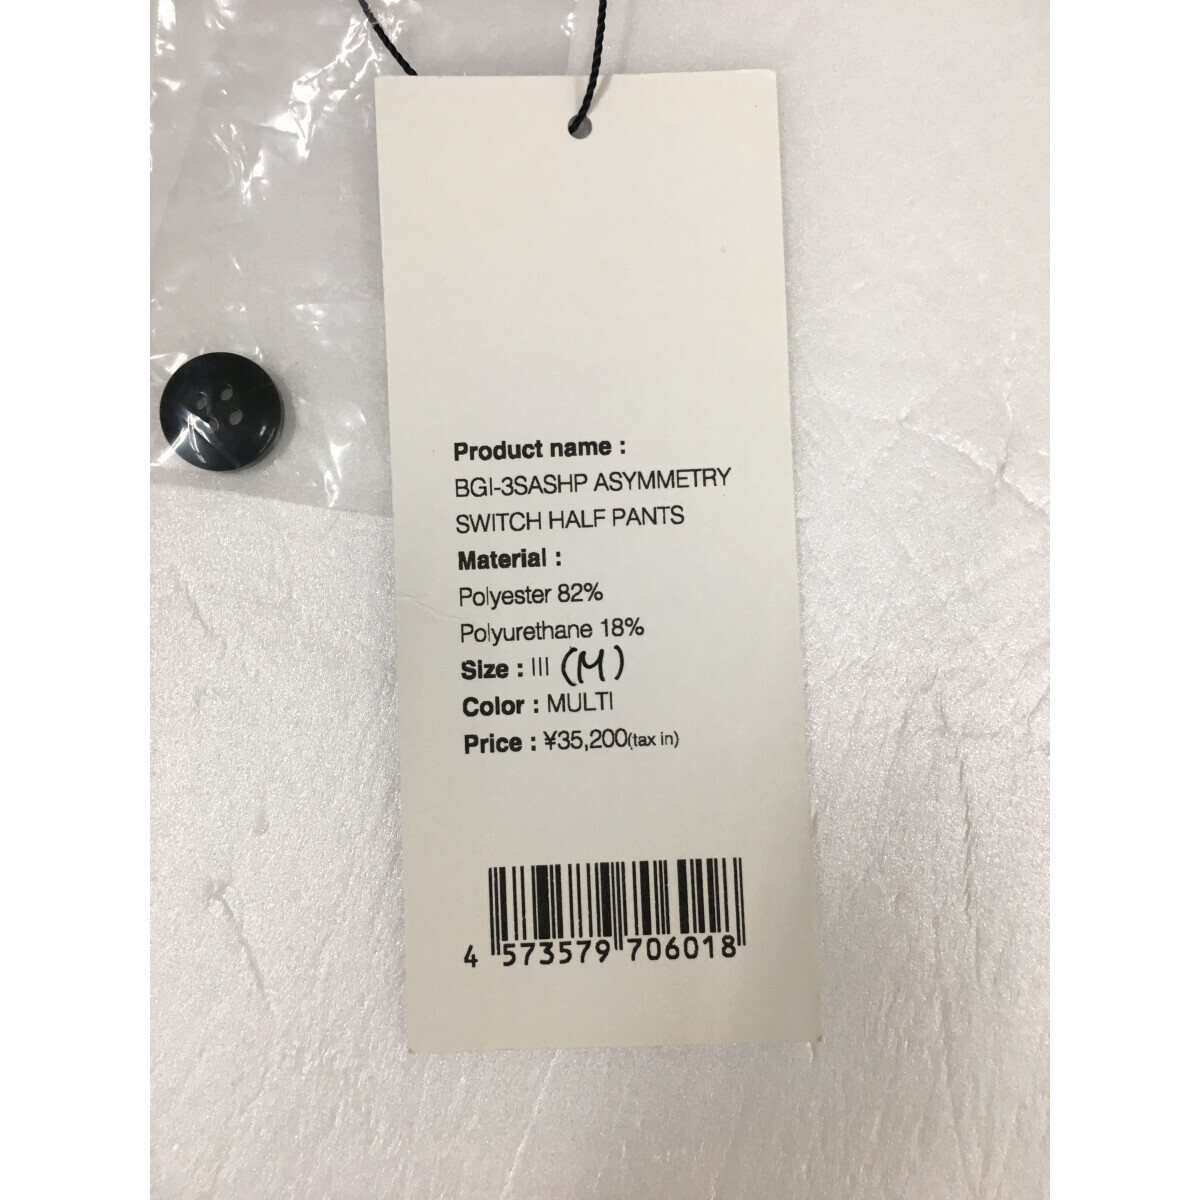 Product name :
BGI-3SASHP ASYMMETRY
SWITCH HALF PANTS
Material :
Polyester 82%
Polyurethane 18%
Size : III (M)
Color : MULTI
Price : ¥35,200(tax in)
4 573579 706018